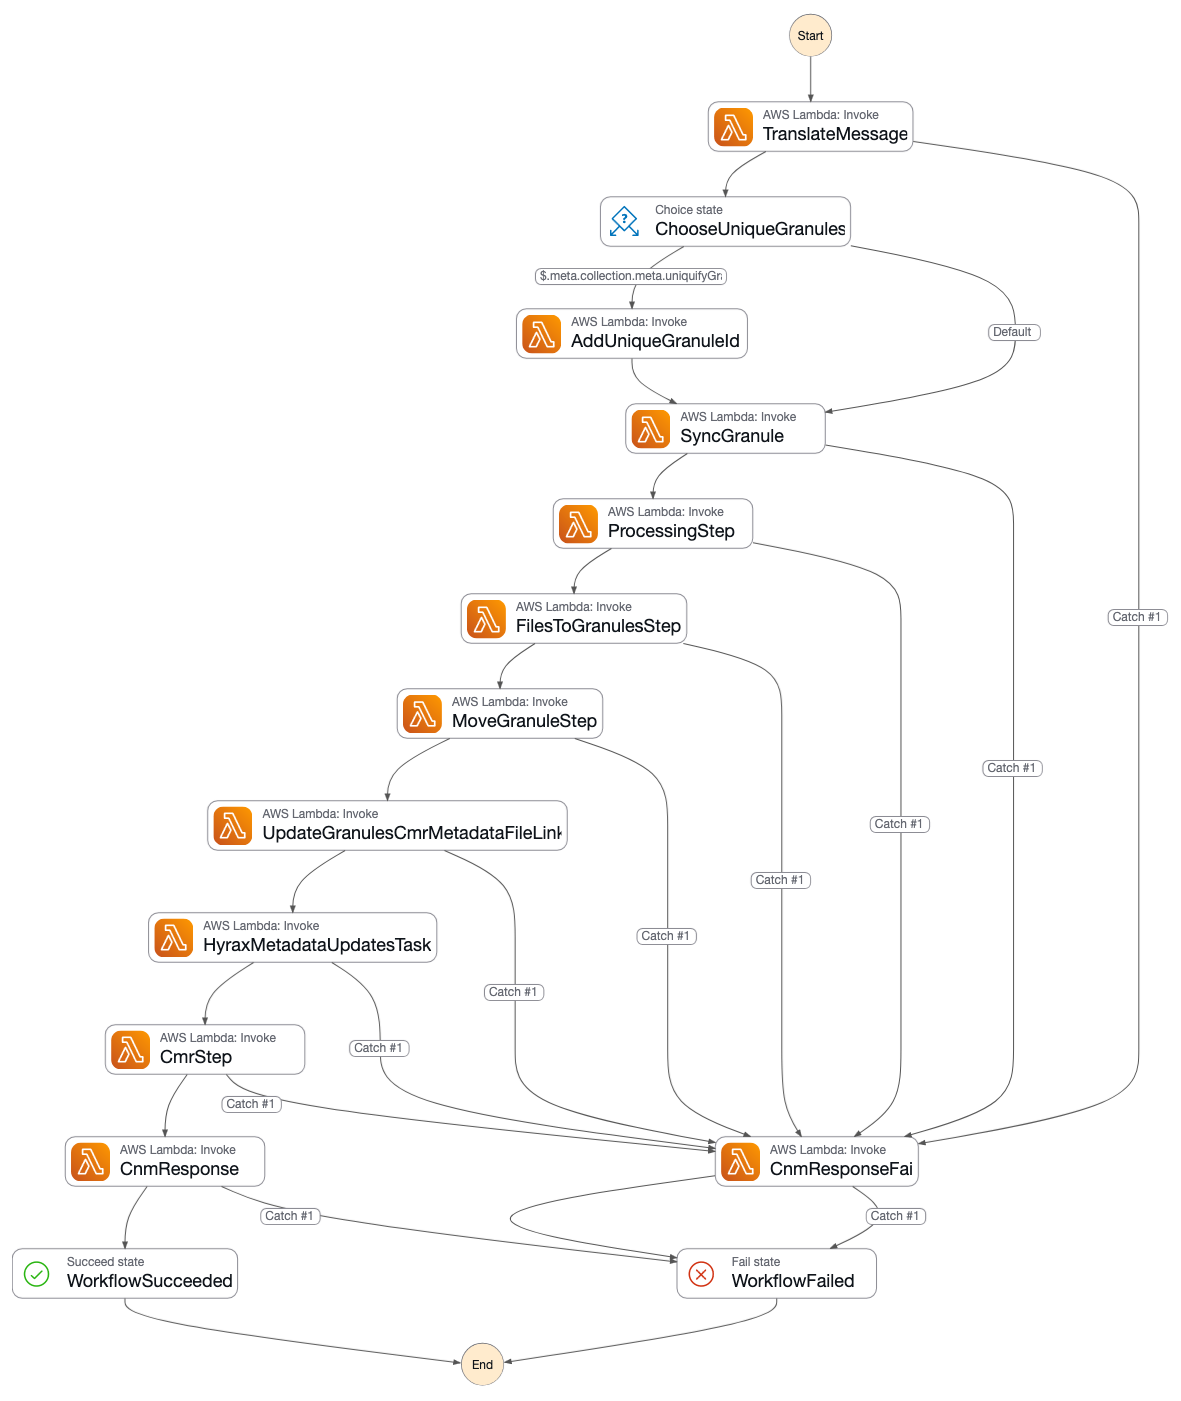 Start
AWS Lambda: Invoke
TranslateMessage
Choice state
ChooseUniqueGranules
$.meta.collection.meta.uniquifyGra
AWS Lambda: Invoke
AddUniqueGranuleId
Default
AWS Lambda: Invoke
SyncGranule
AWS Lambda: Invoke
ProcessingStep
AWS Lambda: Invoke
FilesToGranulesStep
Catch #1
AWS Lambda: Invoke
MoveGranuleStep
Catch #1
AWS Lambda: Invoke
UpdateGranulesCmrMetadataFileLink
Catch #1
Catch #1
AWS Lambda: Invoke
HyraxMetadataUpdatesTask
Catch #1
Catch #1
AWS Lambda: Invoke
CmrStep
Catch #1
Catch #1
AWS Lambda: Invoke
CnmResponse
AWS Lambda: Invoke
CnmResponseFai
Catch #1
Catch #1
Succeed state
WorkflowSucceeded
Fail state
WorkflowFailed
End